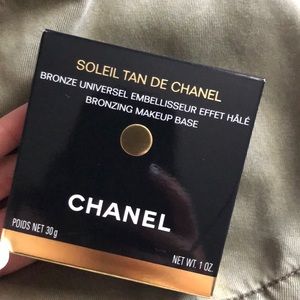 SOLEIL TAN DE CHANEL
BRONZE UNIVERSEL EMBELLISSEUR EFFET HÂLÉ
BRONZING MAKEUP BASE
CHANEL
POIDS NET 30 g
NET WT. 1 OZ.